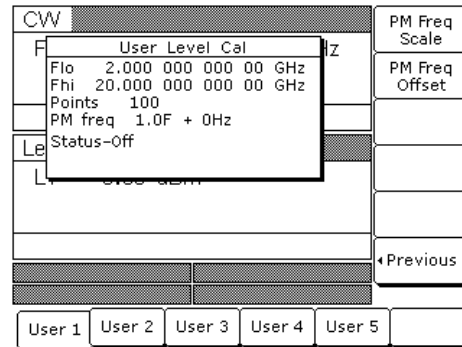 CW
PM Freq
Scale
F
Hz
User Level Cal
Flo 2.000 000 000 00 GHz
Fhi 20.000 000 000 00 GHz
Points 100
PM freq 1.0F + 0Hz
Status-Off
PM Freq
Offset
Le
Previous
User 1 User 2 User 3 User 4 User 5